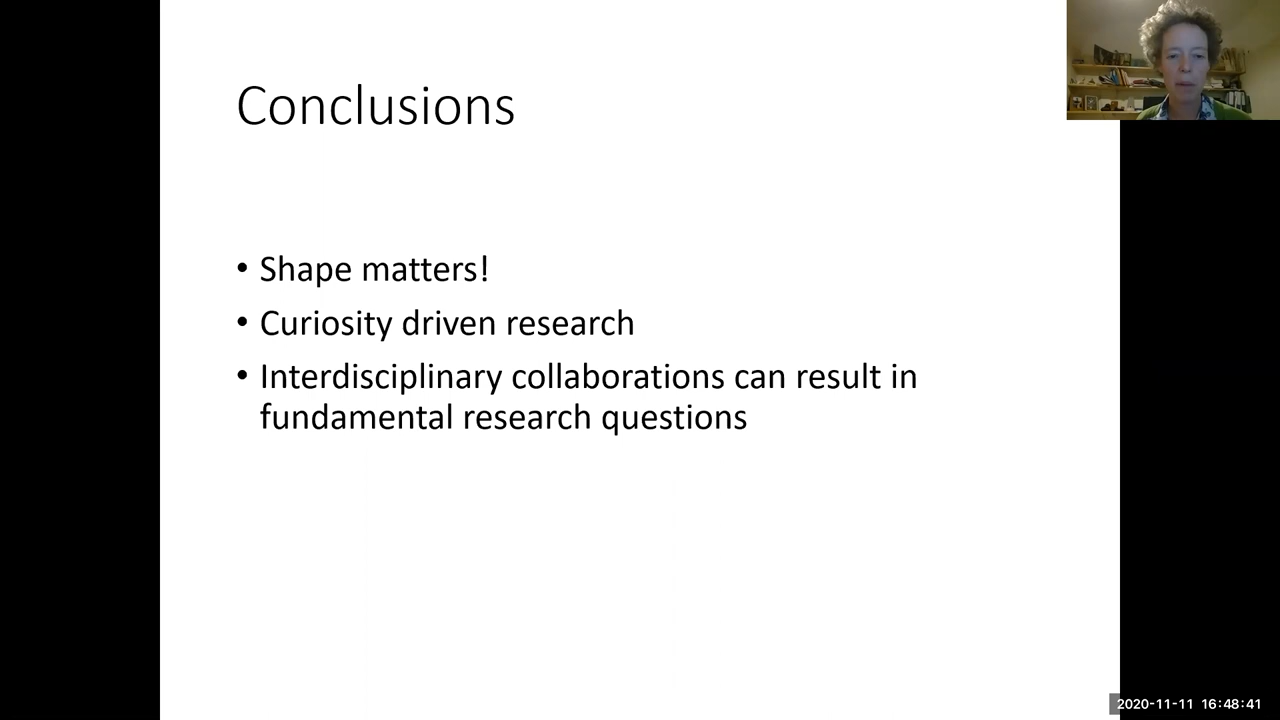 Conclusions
• Shape matters!
• Curiosity driven research
• Interdisciplinary collaborations can result in
fundamental research questions
2020-11-11 16:48:41